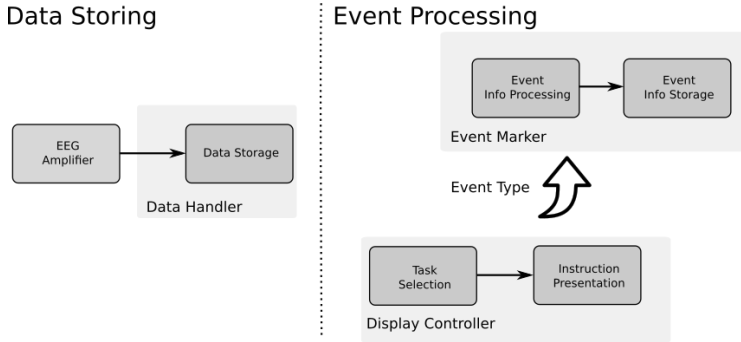 Data Storing
EEG
Amplifier
Data Storage
Data Handler
Event Processing
Event
Info Processing
Event
Info Storage
Event Marker
Event Type
Task
Selection
Instruction
Presentation
Display Controller